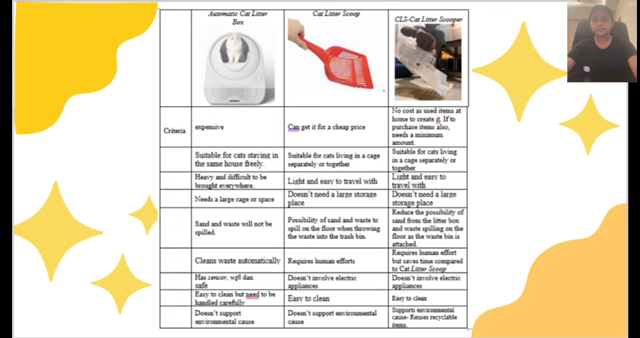 Automatic Cat Litter
Box
Cat Litter Scoop
CLS-Cat Litter Scooper
Criteria
expensive
Can get it for a cheap price
No cost as used items at
home to create it. If to
purchase items also,
needs a minimum
amount.
Suitable for cats staying in
the same house freely.
Suitable for cats living in a cage
separately or together
Suitable for cats living
in a cage separately or
together
Heavy and difficult to be
brought everywhere.
Light and easy to travel with
Light and easy to
travel with
Needs a large cage or space
Doesn't need a large storage
place
Doesn't need a large
storage place
Sand and waste will not be
spilled.
Possibility of sand and waste to
spill on the floor when throwing
the waste into the trash bin.
Reduce the possibility of
sand from the litter box
and waste spilling on the
floor as the waste bin is
attached.
Cleans waste automatically
Requires human efforts
Requires human effort
but saves time compared
to Cat Litter Scoop
Has sensor, wifi dan
safe
Doesn't involve electric
appliances
Doesn't involve electric
appliances
Easy to clean but need to be
handled carefully
Easy to clean
Easy to clean
Doesn't support
environmental cause
Doesn't support environmental
cause
Supports environmental
cause- Reuses recyclable
items.